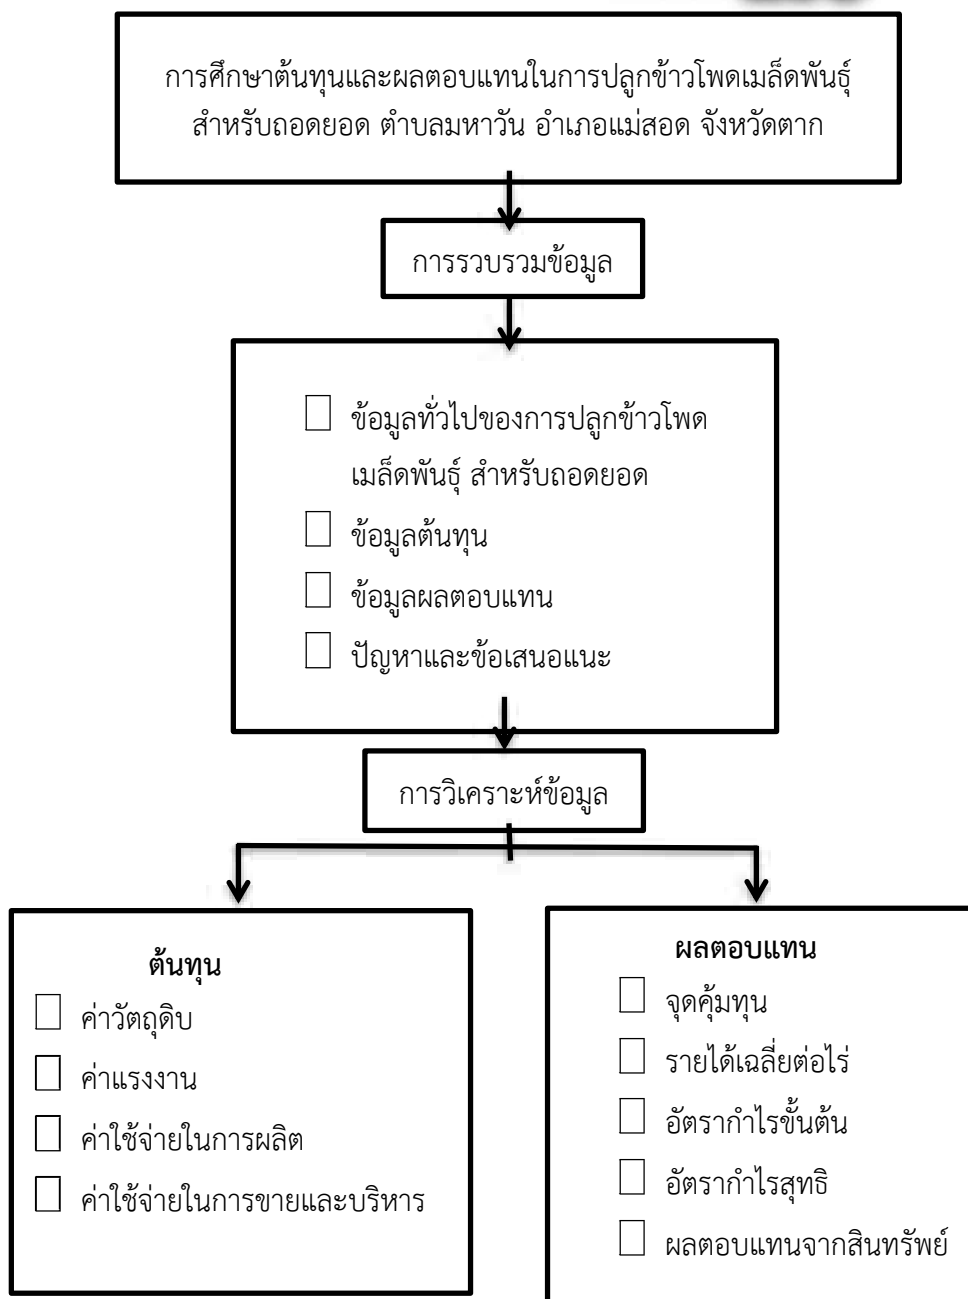 การศึกษาต้นทุนและผลตอบแทนในการปลูกข้าวโพดเมล็ดพันธุ์
สำหรับถอดยอด ตำบลมหาวัน อำเภอแม่สอด จังหวัดตาก
การรวบรวมข้อมูล
ข้อมูลทั่วไปของการปลูกข้าวโพด
เมล็ดพันธุ์ สำหรับถอดยอด
ข้อมูลต้นทุน
ข้อมูลผลตอบแทน
ปัญหาและข้อเสนอแนะ
การวิเคราะห์ข้อมูล
ต้นทุน
ค่าวัตถุดิบ
ค่าแรงงาน
ค่าใช้จ่ายในการผลิต
ค่าใช้จ่ายในการขายและบริหาร
ผลตอบแทน
จุดคุ้มทุน
รายได้เฉลี่ยต่อไร่
อัตรากำไรขั้นต้น
อัตรากำไรสุทธิ
ผลตอบแทนจากสินทรัพย์